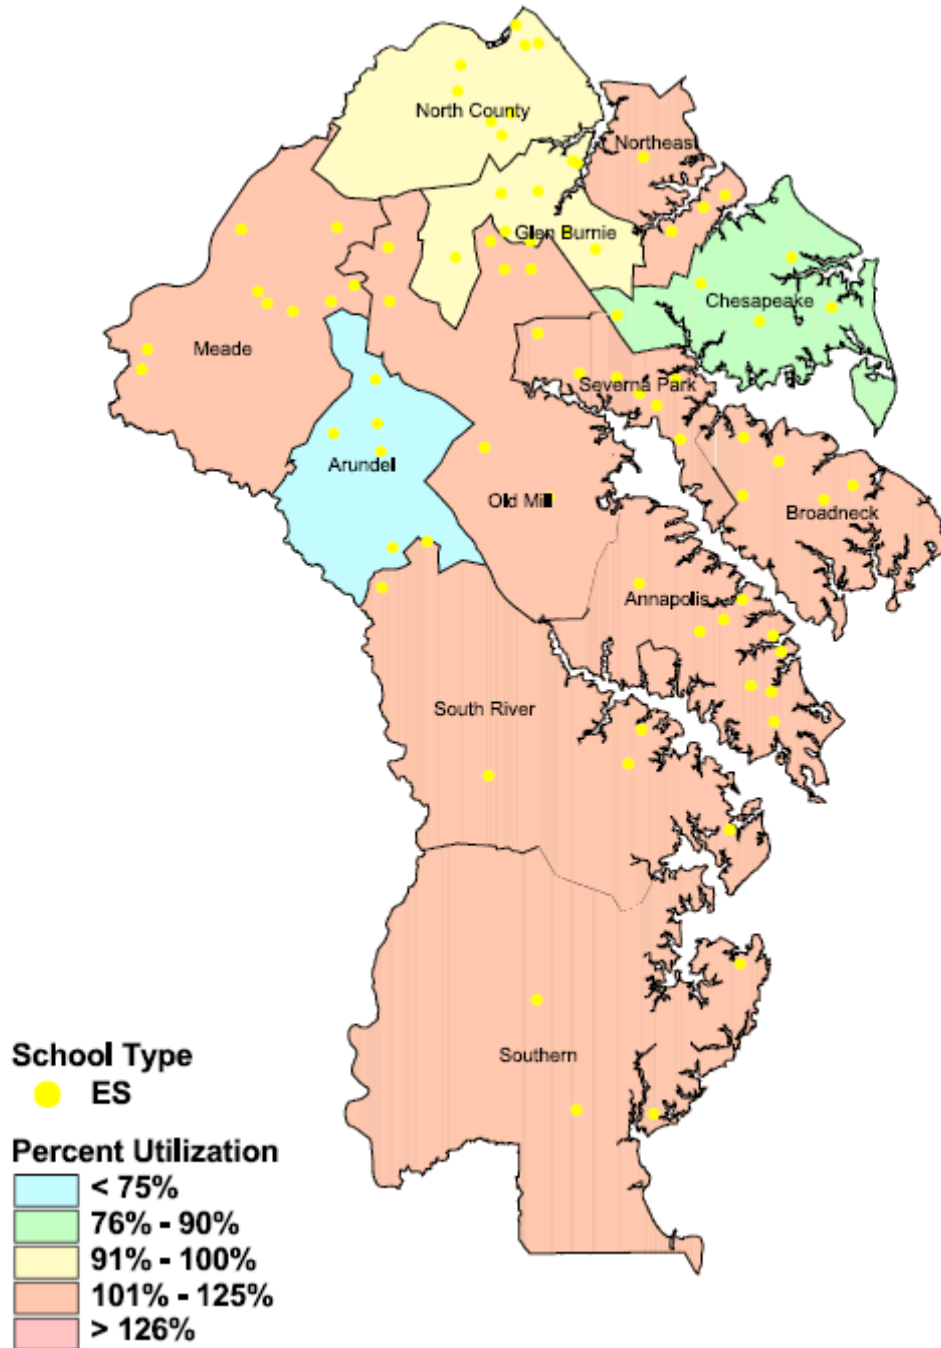 North County
Northeast
Glen Burnie
Chesapeake
Meade
Severna Park
Arundel
Old Mill
Broadneck
Annapolis
South River
Southern
School Type
ES
Percent Utilization
< 75%
76% - 90%
91% - 100%
101% - 125%
> 126%